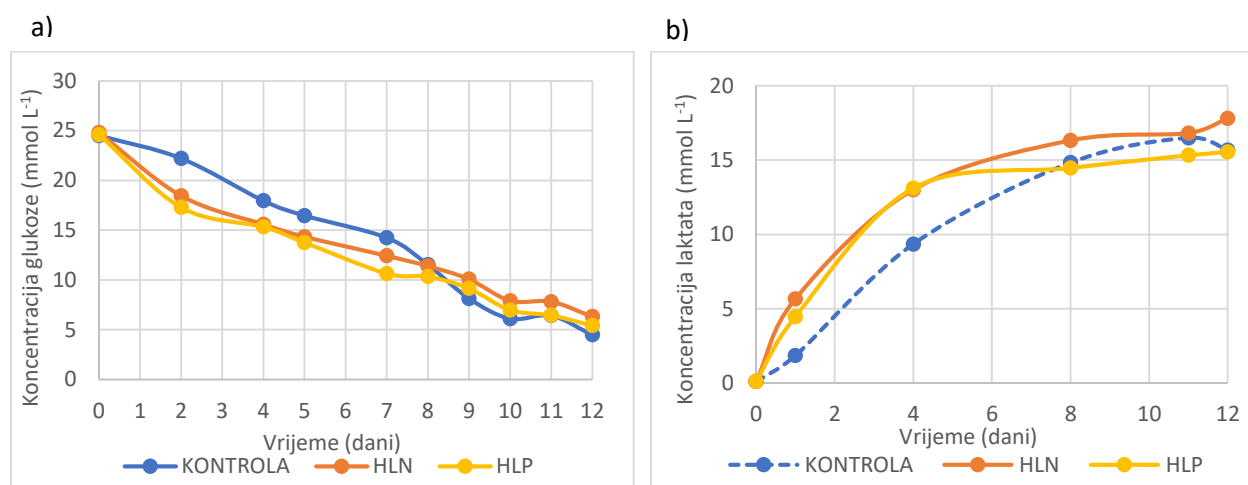 a)
b)
Koncentracija glukoze (mmol L-1)
30
25
20
15
10
5
0
0 1 2 3 4 5 6 7 8 9 10 11 12
Vrijeme (dani)
KONTROLA HLN HLP
Koncentracija laktata (mmol L-1)
20
15
10
5
0
0 2 4 6 8 10 12
Vrijeme (dani)
KONTROLA HLN HLP